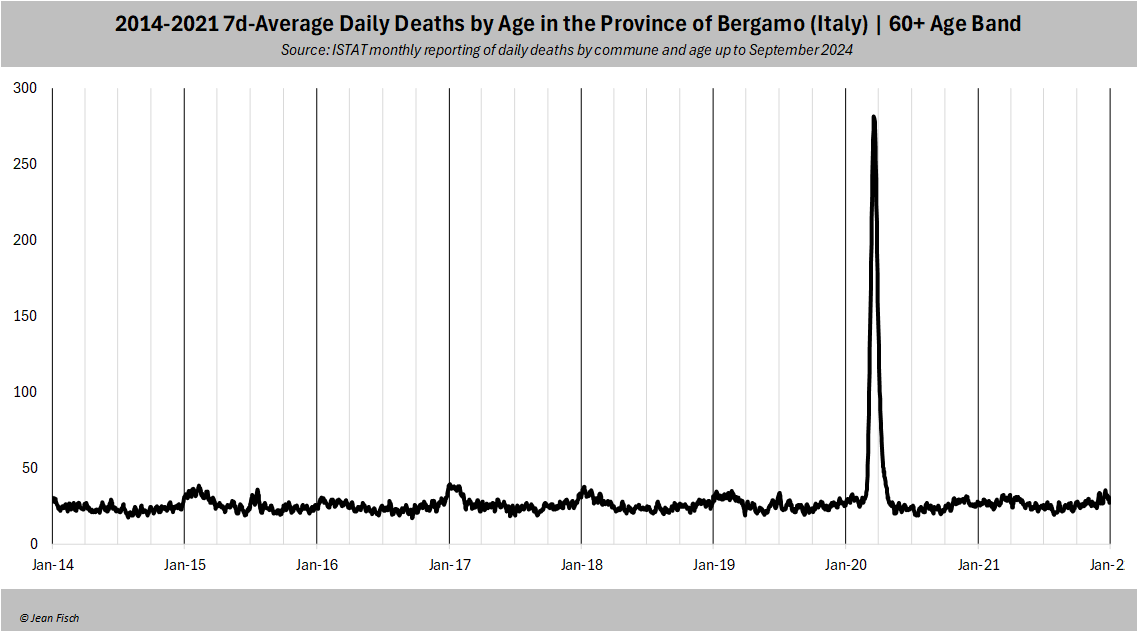 2014-2021 7d-Average Daily Deaths by Age in the Province of Bergamo (Italy) | 60+ Age Band
Source: ISTAT monthly reporting of daily deaths by commune and age up to September 2024
300
250
200
150
100
50
0
Jan-14 Jan-15 Jan-16 Jan-17 Jan-18 Jan-19 Jan-20 Jan-21 Jan-2
© Jean Fisch